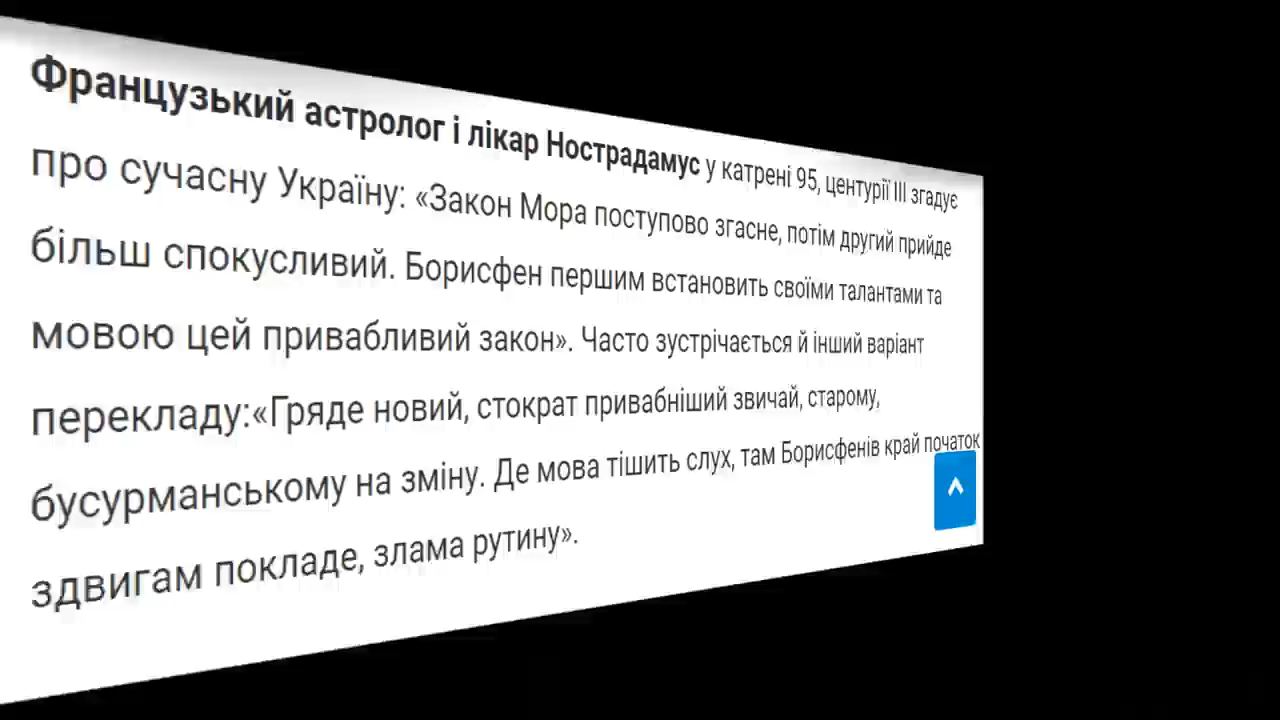 Французький астролог і лікар Нострадамус у катрені 95, центурії III згадує
про сучасну Україну: «Закон Мора поступово згасне, потім другий прийде
більш спокусливий. Борисфен першим встановить своїми талантами та
мовою цей привабливий закон». Часто зустрічається й інший варіант
перекладу:«Гряде новий, стократ привабніший звичай, старому,
бусурманському на зміну. Де мова тішить слух, там Борисфенів край початок
здвигам покладе, злама рутину».